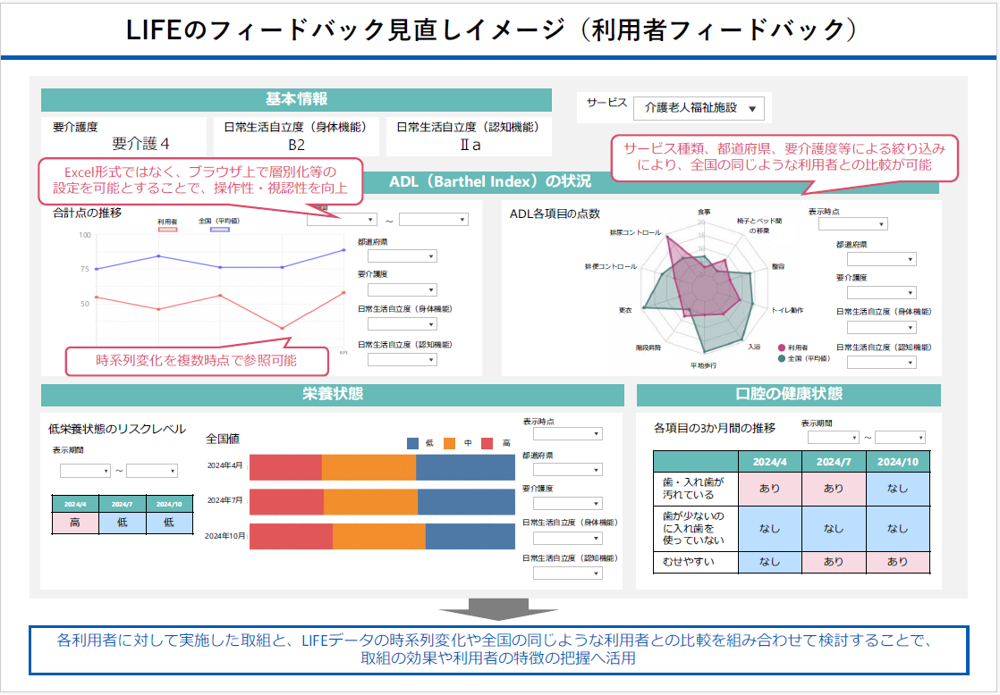 LIFEのフィードバック見直しイメージ（利用者フィードバック）
基本情報
サービス
介護老人福祉施設
要介護度
要介護４
日常生活自立度（身体機能）
B2
日常生活自立度（認知機能）
Ⅱａ
Excel形式ではなく、ブラウザ上で層別化等の
設定を可能とすることで、操作性・視認性を向上
サービス種類、都道府県、要介護度等による絞り込み
により、全国の同じような利用者との比較が可能
ADL（Barthel Index）の状況
合計点の推移
利用者
全国（平均値）
～
100
75
50
都道府県
要介護度
日常生活自立度（身体機能）
日常生活自立度（認知機能）
時系列変化を複数時点で参照可能
ADL各項目の点数
食事
椅子とベッド間
の移乗
整容
トイレ動作
入浴
平地歩行
階段昇降
更衣
排便コントロール
排尿コントロール
利用者
全国（平均値）
表示時点
都道府県
要介護度
日常生活自立度（身体機能）
日常生活自立度（認知機能）
栄養状態
低栄養状態のリスクレベル
表示期間
～
2024/4 2024/7 2024/10
高 低 低
全国値
低 中 高
2024年4月
2024年7月
2024年10月
表示時点
都道府県
要介護度
日常生活自立度（身体機能）
日常生活自立度（認知機能）
口腔の健康状態
各項目の3か月間の推移
表示期間
～
2024/4 2024/7 2024/10
歯・入れ歯が
汚れている
あり あり なし
歯が少ないの
に入れ歯を
使っていない
なし なし なし
むせやすい
なし あり あり
各利用者に対して実施した取組と、LIFEデータの時系列変化や全国の同じような利用者との比較を組み合わせて検討することで、
取組の効果や利用者の特徴の把握へ活用